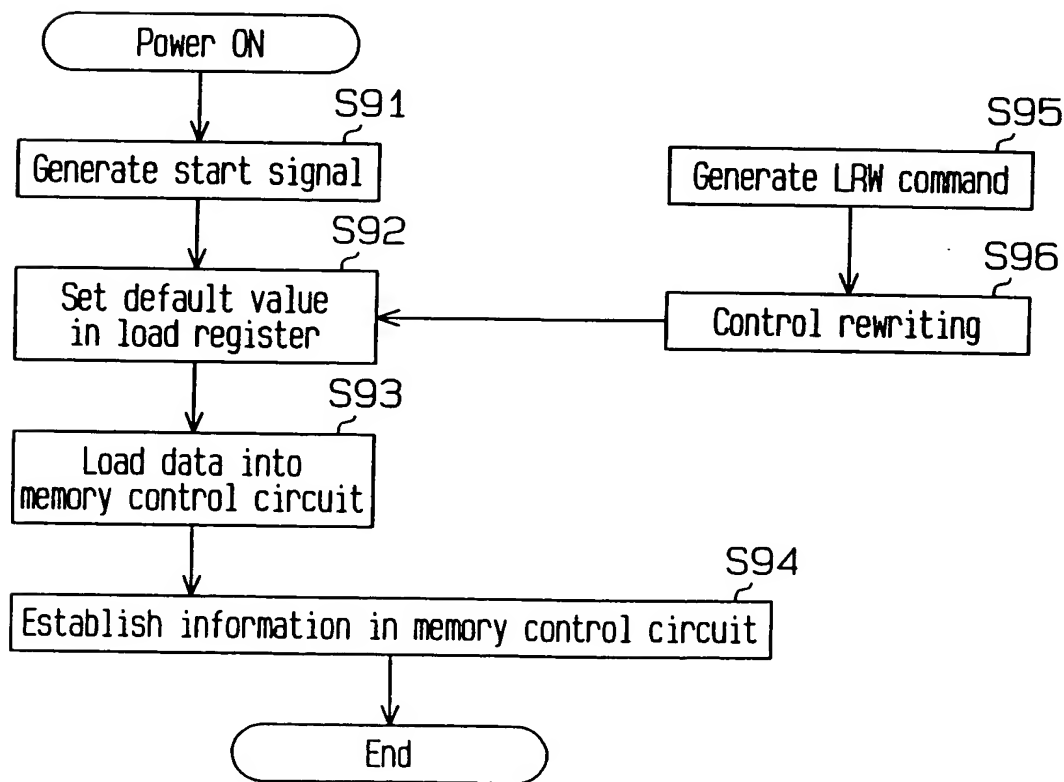 Power ON
S91
Generate start signal
S92
Set default value
in load register
S93
Load data into
memory control circuit
S94
Establish information in memory control circuit
End
S95
Generate LRW command
S96
Control rewriting